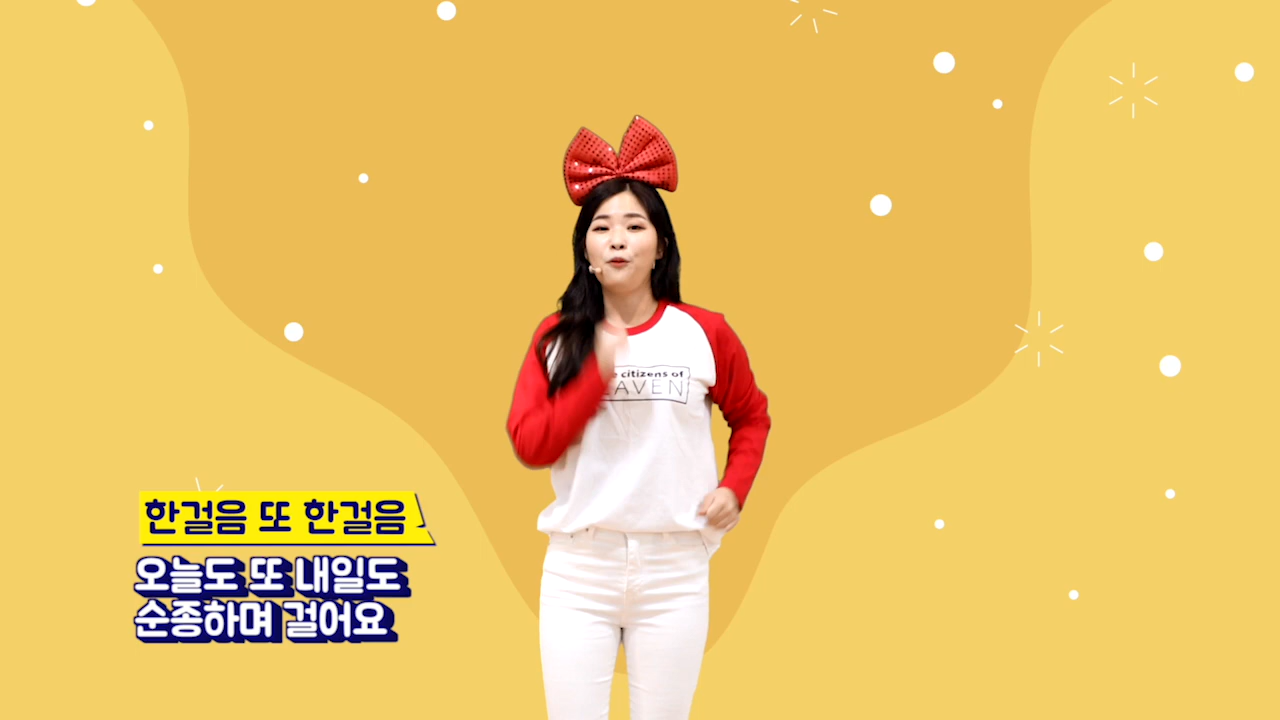 한걸음 또 한걸음
오늘도 또 내일도
순종하며 걸어요
citizens of